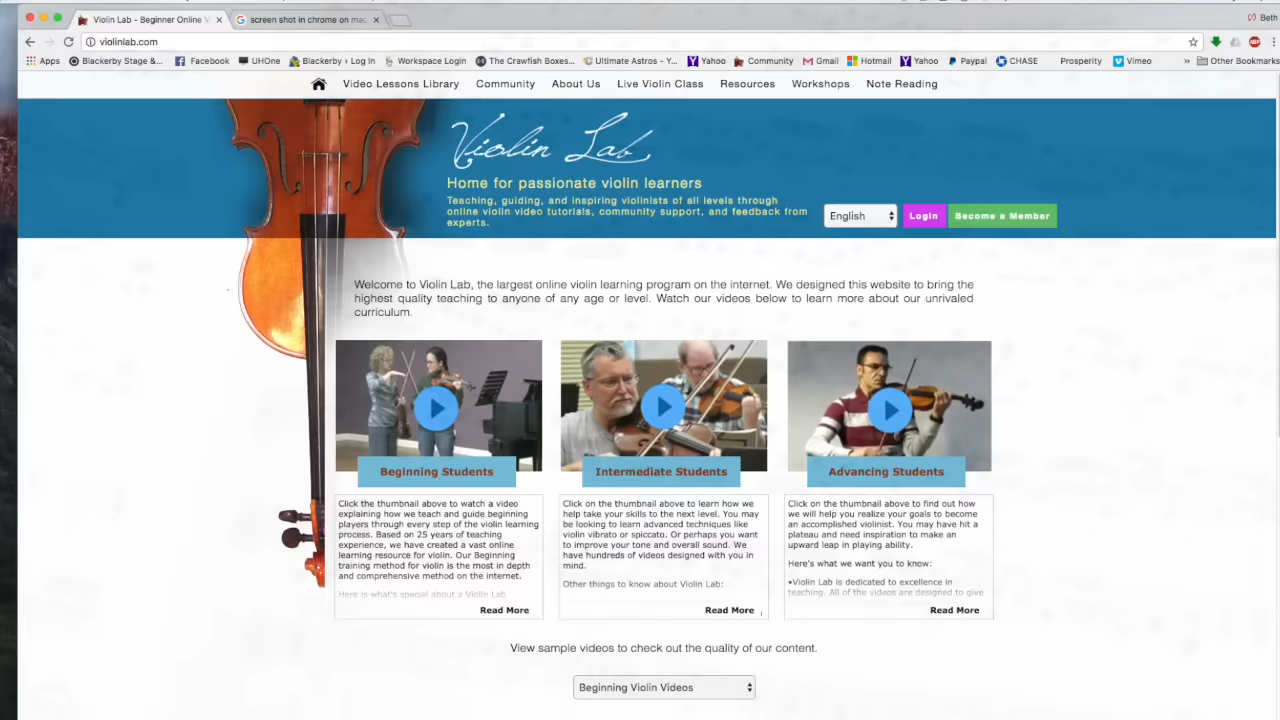 Violin Lab - Beginner Online V
screen shot in chrome on mac
Beth
violinlab.com
ABP
Apps
Blackerby Stage &...
Facebook
UHOne
Blackerby › Log In
Workspace Login
The Crawfish Boxes...
Ultimate Astros - Y...
Yahoo
Community
Gmail
Hotmail
Yahoo
Paypal
CHASE
Prosperity
Vimeo
»
Other Bookmarks
Video Lessons Library
Community
About Us
Live Violin Class
Resources
Workshops
Note Reading
Violin Lab
Home for passionate violin learners
Teaching, guiding, and inspiring violinists of all levels through
online violin video tutorials, community support, and feedback from
experts.
English
Login
Become a Member
Welcome to Violin Lab, the largest online violin learning program on the internet. We designed this website to bring the
highest quality teaching to anyone of any age or level. Watch our videos below to learn more about our unrivaled
curriculum.
Beginning Students
Click the thumbnail above to watch a video
explaining how we teach and guide beginning
players through every step of the violin learning
process. Based on 25 years of teaching
experience, we have created a vast online
learning resource for violin. Our Beginning
training method for violin is the most in depth
and comprehensive method on the internet.
Here is what's special about a Violin Lab
Read More
Intermediate Students
Click on the thumbnail above to learn how we
help take your skills to the next level. You may
be looking to learn advanced techniques like
violin vibrato or spiccato. Or perhaps you want
to improve your tone and overall sound. We
have hundreds of videos designed with you in
mind.
Other things to know about Violin Lab:
Read More
Advancing Students
Click on the thumbnail above to find out how
we will help you realize your goals to become
an accomplished violinist. You may have hit a
plateau and need inspiration to make an
upward leap in playing ability.
Here's what we want you to know:
•Violin Lab is dedicated to excellence in
teaching. All of the videos are designed to give
Read More
View sample videos to check out the quality of our content.
Beginning Violin Videos